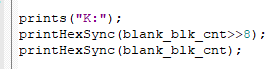 prints("K:");
printHexSync(blank_blk_cnt>>8);
printHexSync(blank_blk_cnt);